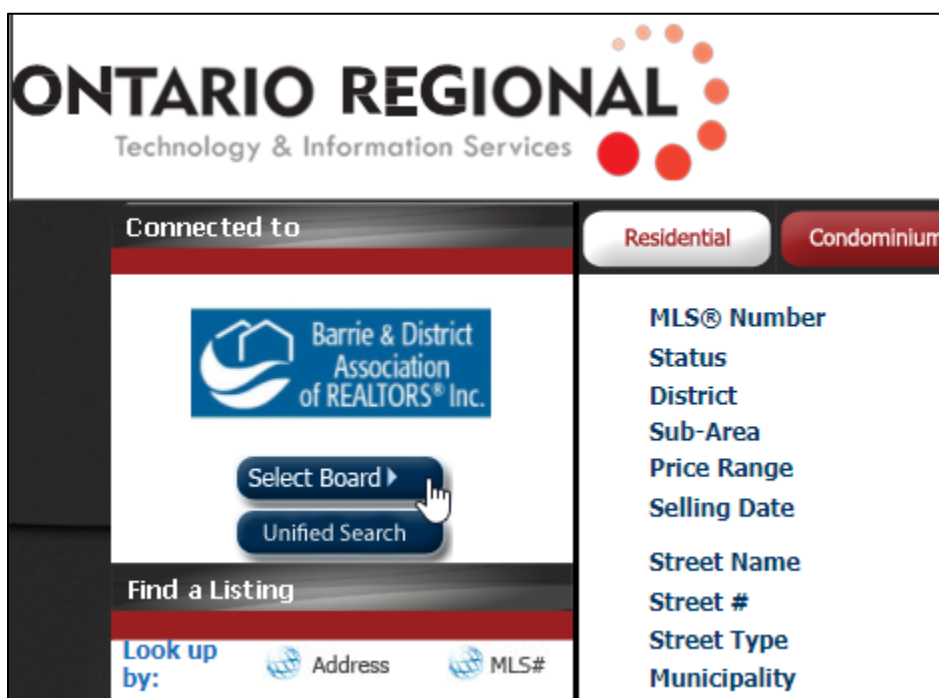 ONTARIO REGIONAL
Technology & Information Services
Connected to
Barrie & District
Association
of REALTORS® Inc.
Select Board
Unified Search
Find a Listing
Look up
by:
Address
MLS#
Residential
Condominium
MLS® Number
Status
District
Sub-Area
Price Range
Selling Date
Street Name
Street #
Street Type
Municipality